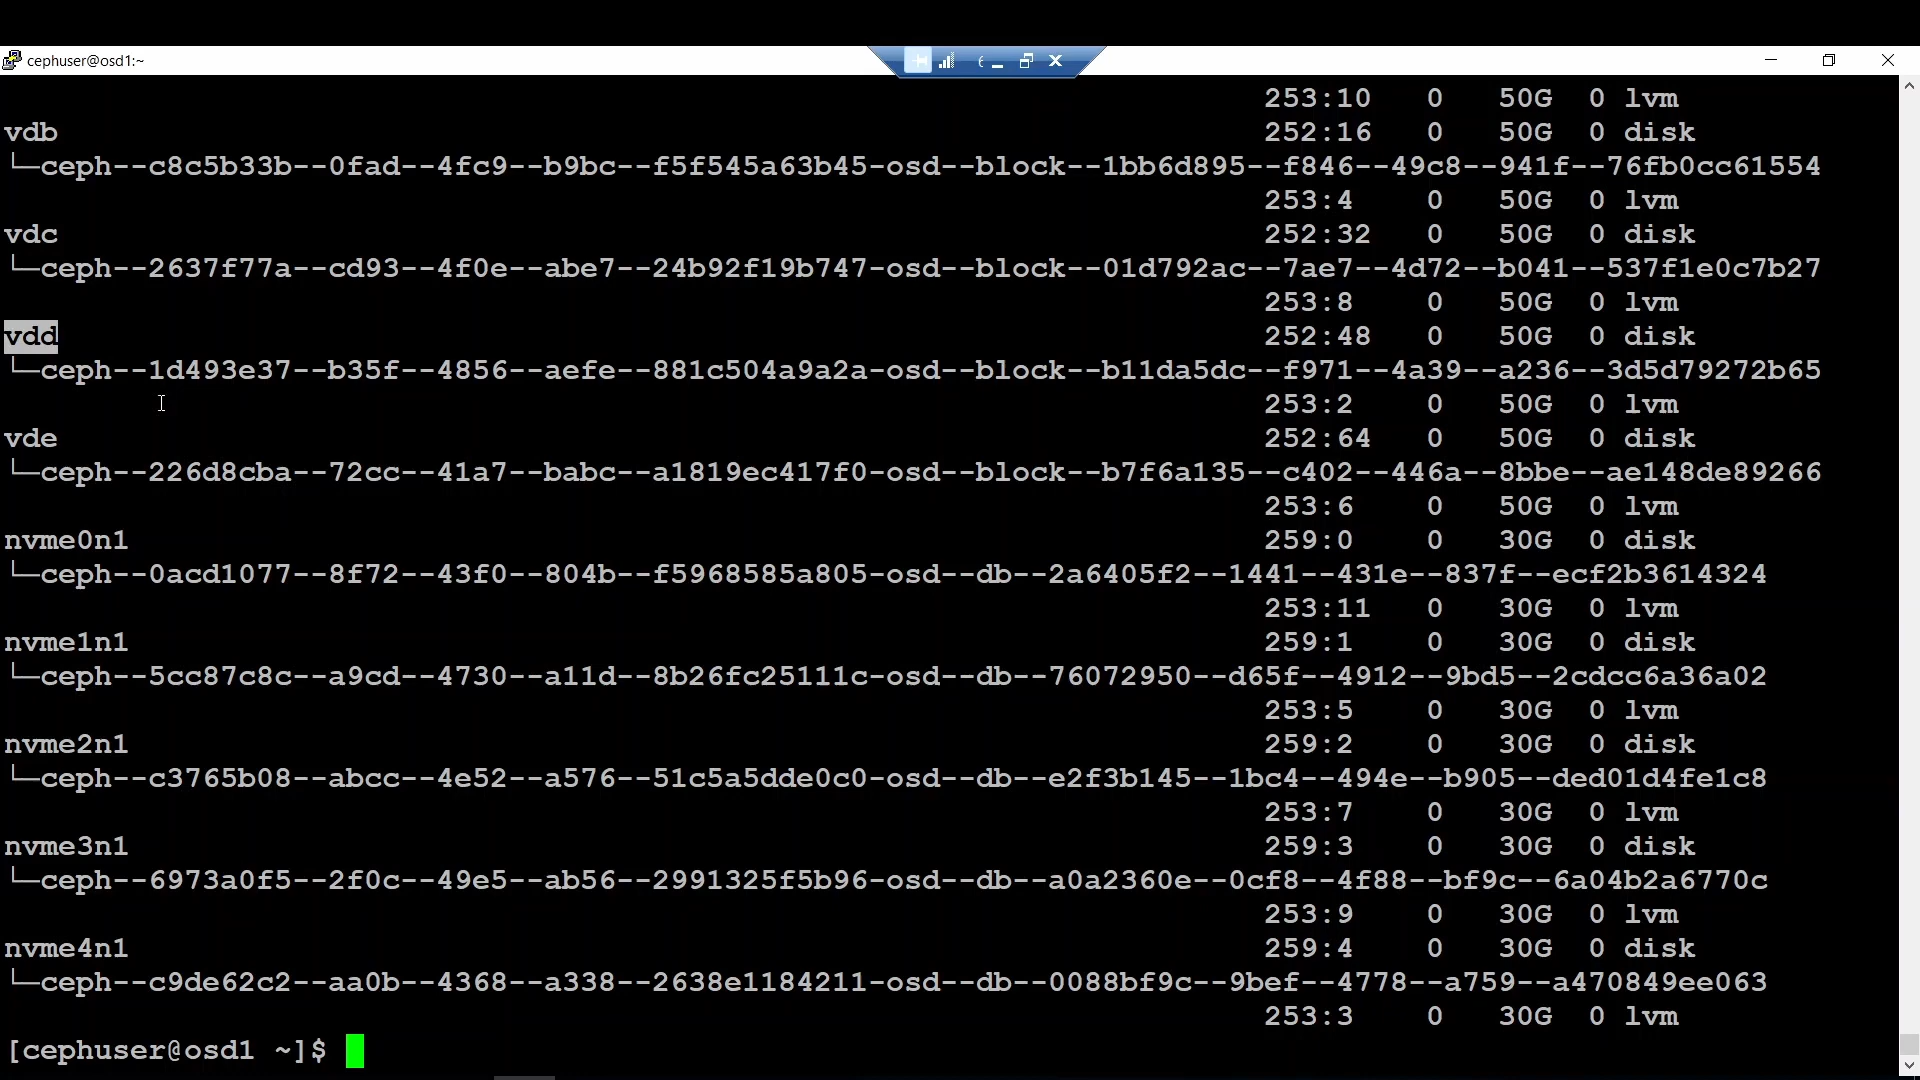 cephuser@osd1:~
253:10 0 50G 0 lvm
vdb 252:16 0 50G 0 disk
└─ceph--c8c5b33b--0fad--4fc9--b9bc--f5f545a63b45-osd--block--1bb6d895--f846--49c8--941f--76fb0cc61554
253:4 0 50G 0 lvm
vdc 252:32 0 50G 0 disk
└─ceph--2637f77a--cd93--4f0e--abe7--24b92f19b747-osd--block--01d792ac--7ae7--4d72--b041--537f1e0c7b27
253:8 0 50G 0 lvm
vdd 252:48 0 50G 0 disk
└─ceph--1d493e37--b35f--4856--aefe--881c504a9a2a-osd--block--b11da5dc--f971--4a39--a236--3d5d79272b65
253:2 0 50G 0 lvm
vde 252:64 0 50G 0 disk
└─ceph--226d8cba--72cc--41a7--babc--a1819ec417f0-osd--block--b7f6a135--c402--446a--8bbe--ae148de89266
253:6 0 50G 0 lvm
nvme0n1 259:0 0 30G 0 disk
└─ceph--0acd1077--8f72--43f0--804b--f5968585a805-osd--db--2a6405f2--1441--431e--837f--ecf2b3614324
253:11 0 30G 0 lvm
nvme1n1 259:1 0 30G 0 disk
└─ceph--5cc87c8c--a9cd--4730--a11d--8b26fc25111c-osd--db--76072950--d65f--4912--9bd5--2cdcc6a36a02
253:5 0 30G 0 lvm
nvme2n1 259:2 0 30G 0 disk
└─ceph--c3765b08--abcc--4e52--a576--51c5a5dde0c0-osd--db--e2f3b145--1bc4--494e--b905--ded01d4fe1c8
253:7 0 30G 0 lvm
nvme3n1 259:3 0 30G 0 disk
└─ceph--6973a0f5--2f0c--49e5--ab56--2991325f5b96-osd--db--a0a2360e--0cf8--4f88--bf9c--6a04b2a6770c
253:9 0 30G 0 lvm
nvme4n1 259:4 0 30G 0 disk
└─ceph--c9de62c2--aa0b--4368--a338--2638e1184211-osd--db--0088bf9c--9bef--4778--a759--a470849ee063
253:3 0 30G 0 lvm
[cephuser@osd1 ~]$